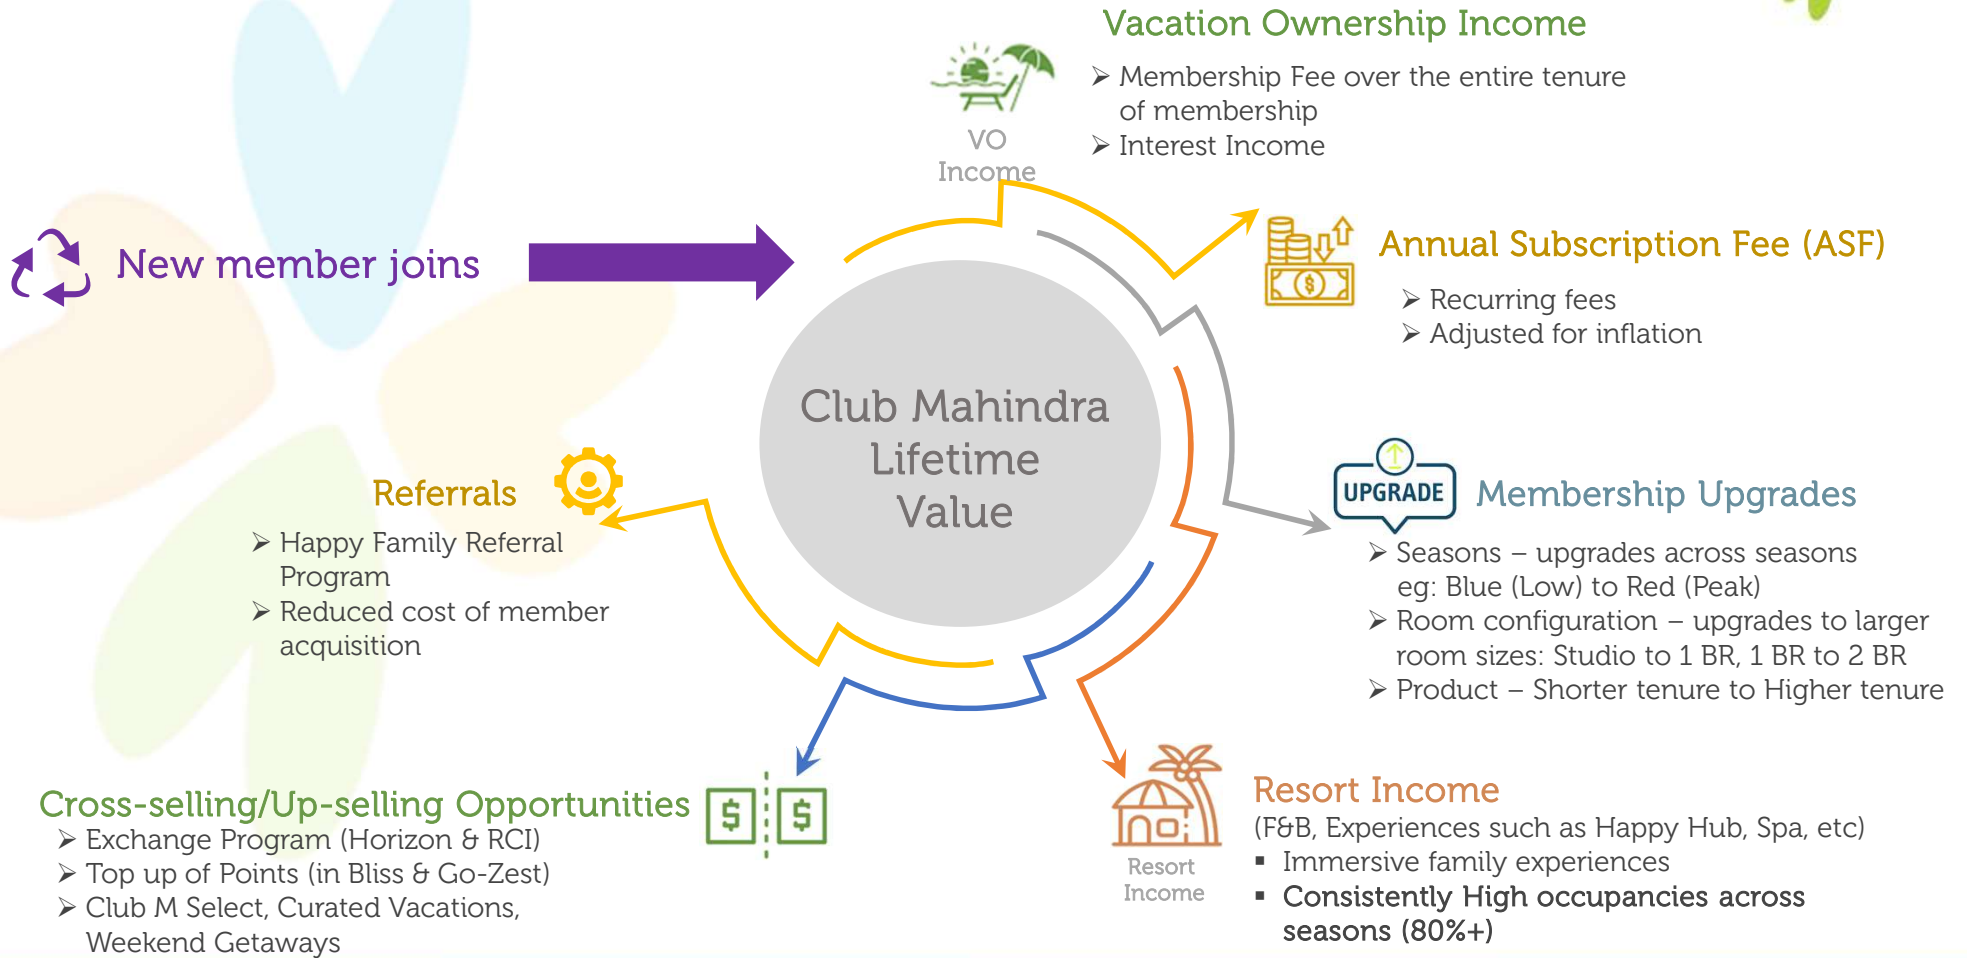 Vacation Ownership Income
➢ Membership Fee over the entire tenure
of membership
➢ Interest Income
VO
Income
New member joins
Annual Subscription Fee (ASF)
➢ Recurring fees
➢ Adjusted for inflation
Club Mahindra
Lifetime
Value
UPGRADE
Membership Upgrades
➢ Seasons – upgrades across seasons
eg: Blue (Low) to Red (Peak)
➢ Room configuration – upgrades to larger
room sizes: Studio to 1 BR, 1 BR to 2 BR
➢ Product – Shorter tenure to Higher tenure
Referrals
➢ Happy Family Referral
Program
➢ Reduced cost of member
acquisition
Cross-selling/Up-selling Opportunities
$ $
➢ Exchange Program (Horizon & RCI)
➢ Top up of Points (in Bliss & Go-Zest)
➢ Club M Select, Curated Vacations,
Weekend Getaways
Resort
Income
Resort Income
(F&B, Experiences such as Happy Hub, Spa, etc)
▪ Immersive family experiences
▪ Consistently High occupancies across
seasons (80%+)